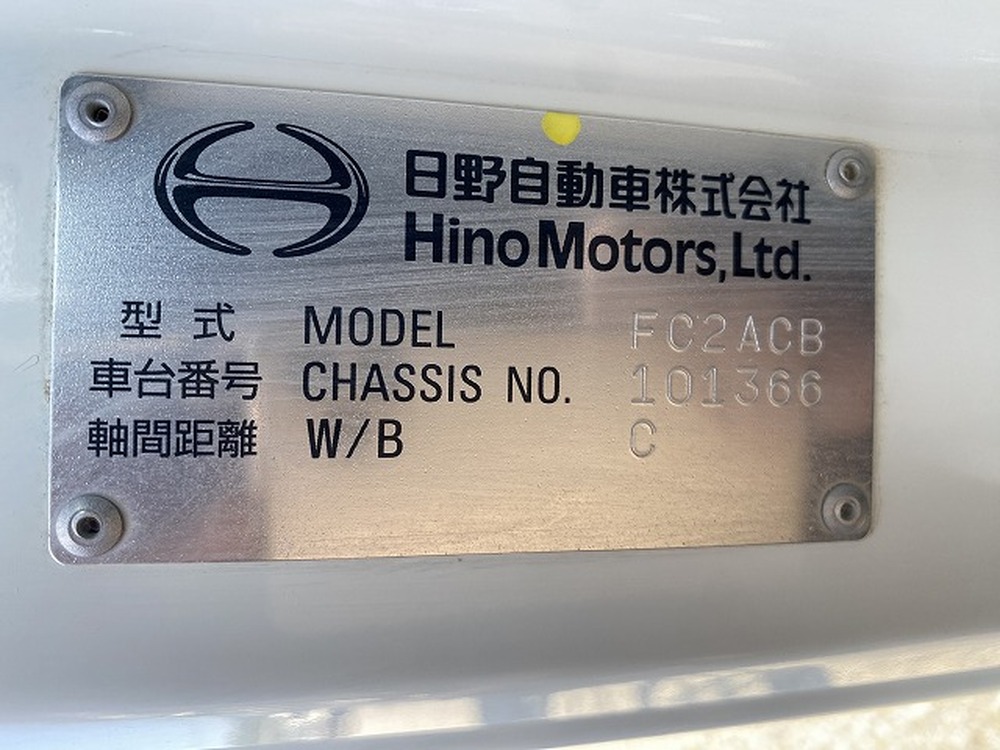 日野自動車株式会社
Hino Motors, Ltd.
型式 MODEL FC2ACB
車台番号 CHASSIS NO. 101366
軸間距離 W/B C